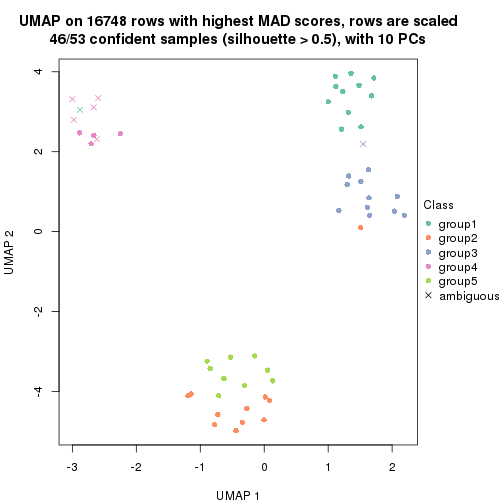 UMAP on 16748 rows with highest MAD scores, rows are scaled
46/53 confident samples (silhouette > 0.5), with 10 PCs
4
2
0
-2
-4
UMAP 2
-3
-2
-1
0
1
2
UMAP 1
Class
group1
group2
group3
group4
group5
ambiguous